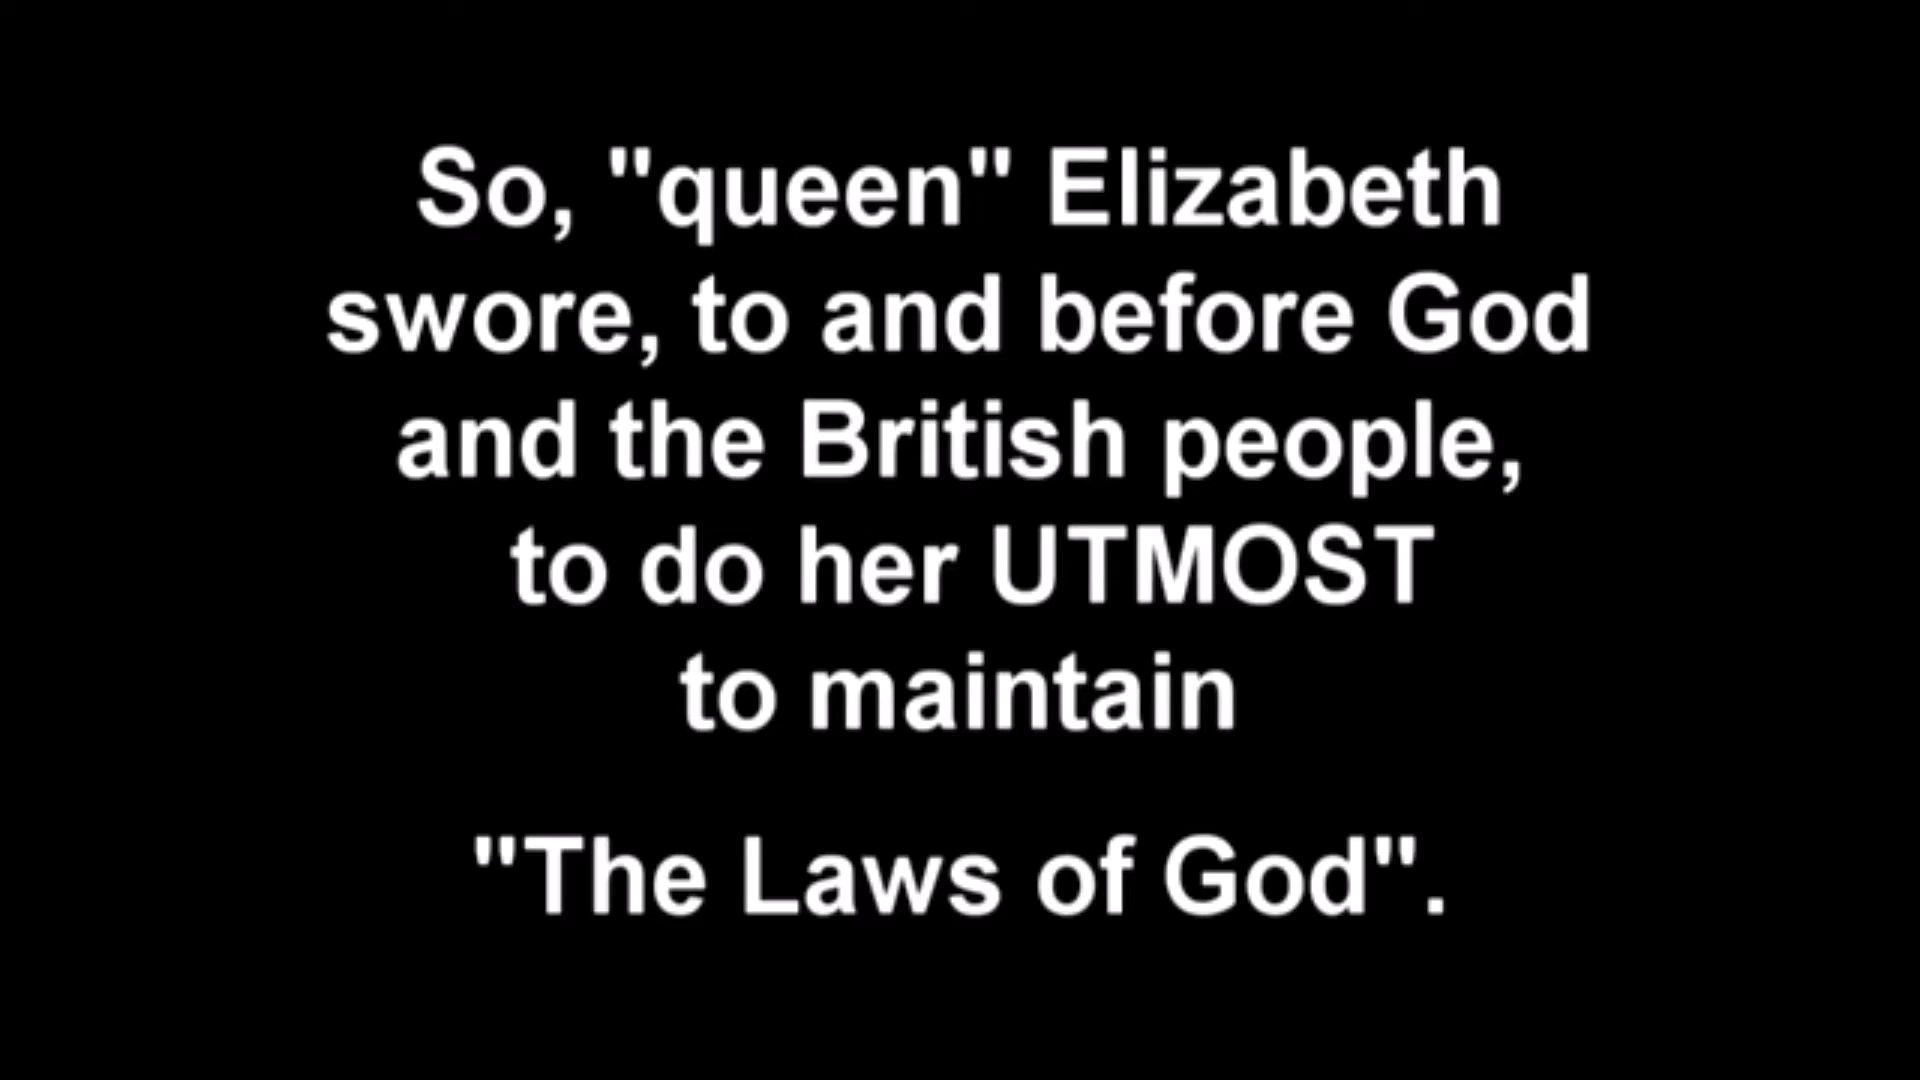 So, "queen" Elizabeth
swore, to and before God
and the British people,
to do her UTMOST
to maintain
"The Laws of God".